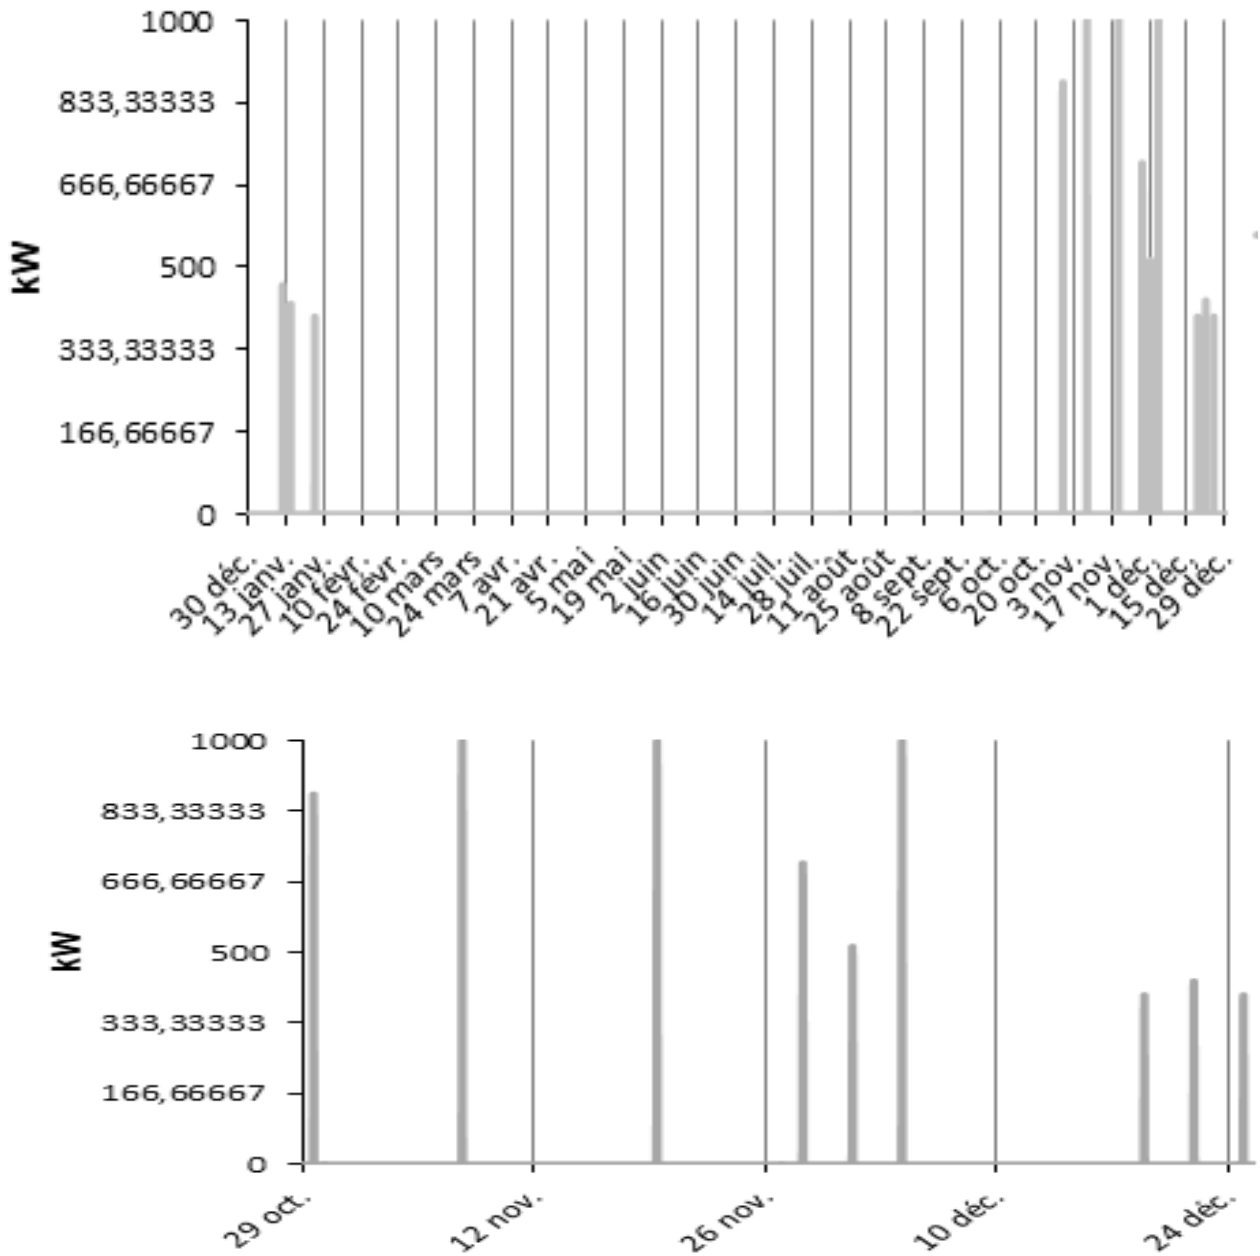 1000
833,33333
666,66667
500
333,33333
166,66667
0
kW
30 déc.
13 janv.
27 janv.
10 févr.
24 févr.
10 mars
24 mars
7 avr.
21 avr.
5 mai
19 mai
2 juin
16 juin
30 juin
14 juil.
28 juil.
11 août
25 août
8 sept.
22 sept.
6 oct.
20 oct.
3 nov.
17 nov.
1 déc.
15 déc.
29 déc.
1000
833,33333
666,66667
500
333,33333
166,66667
0
kW
29 oct.
12 nov.
26 nov.
10 déc.
24 déc.